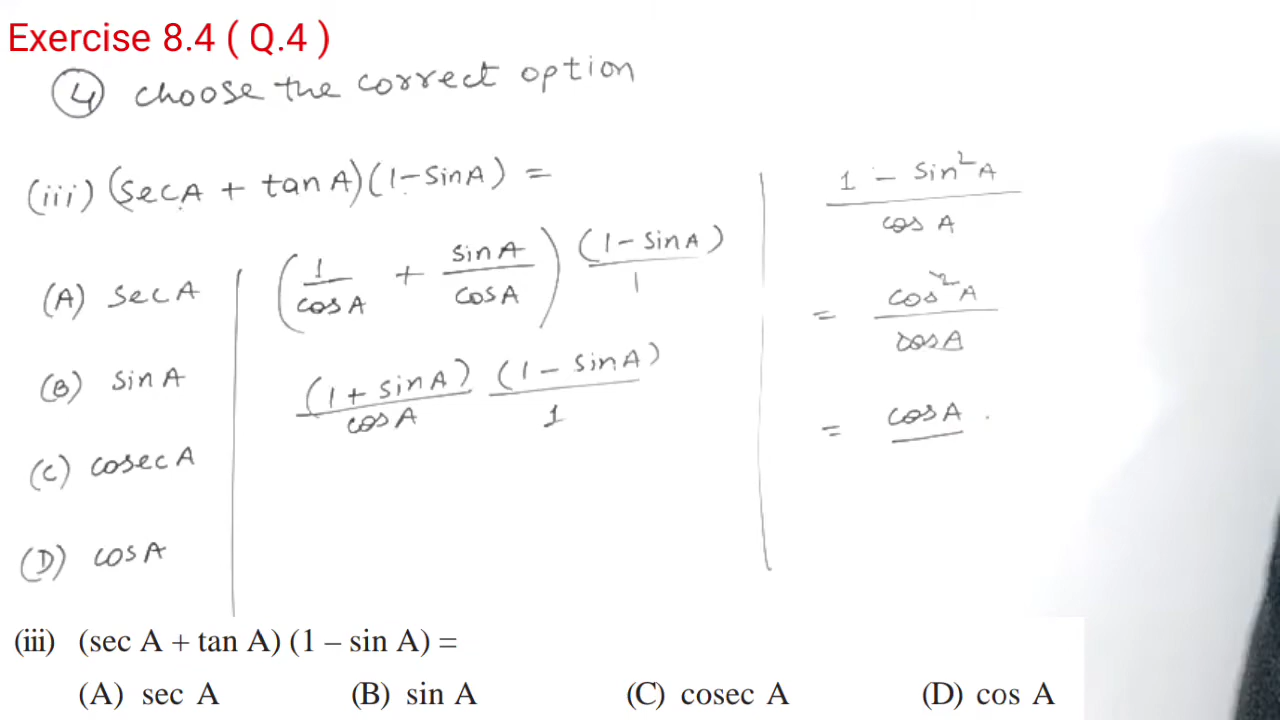 Exercise 8.4 ( Q.4 )
4 choose the correct option
(iii) (SecA + tan A)(1-SinA) =
(A) SecA
(B) SinA
(C) cosecA
(D) cosA
(1/cosA + sinA/cosA) (1-sinA)/1
(1+sinA)/cosA (1-sinA)/1
1 - Sin²A / cosA
= cos²A / cosA
= cosA .
(iii) (sec A + tan A) (1 – sin A) =
(A) sec A (B) sin A (C) cosec A (D) cos A